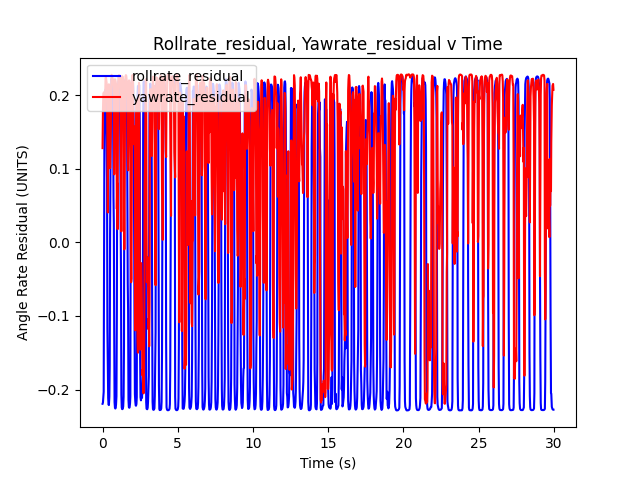 Rollrate_residual, Yawrate_residual v Time
rollrate_residual
yawrate_residual
Angle Rate Residual (UNITS)
0.2
0.1
0.0
−0.1
−0.2
0 5 10 15 20 25 30
Time (s)